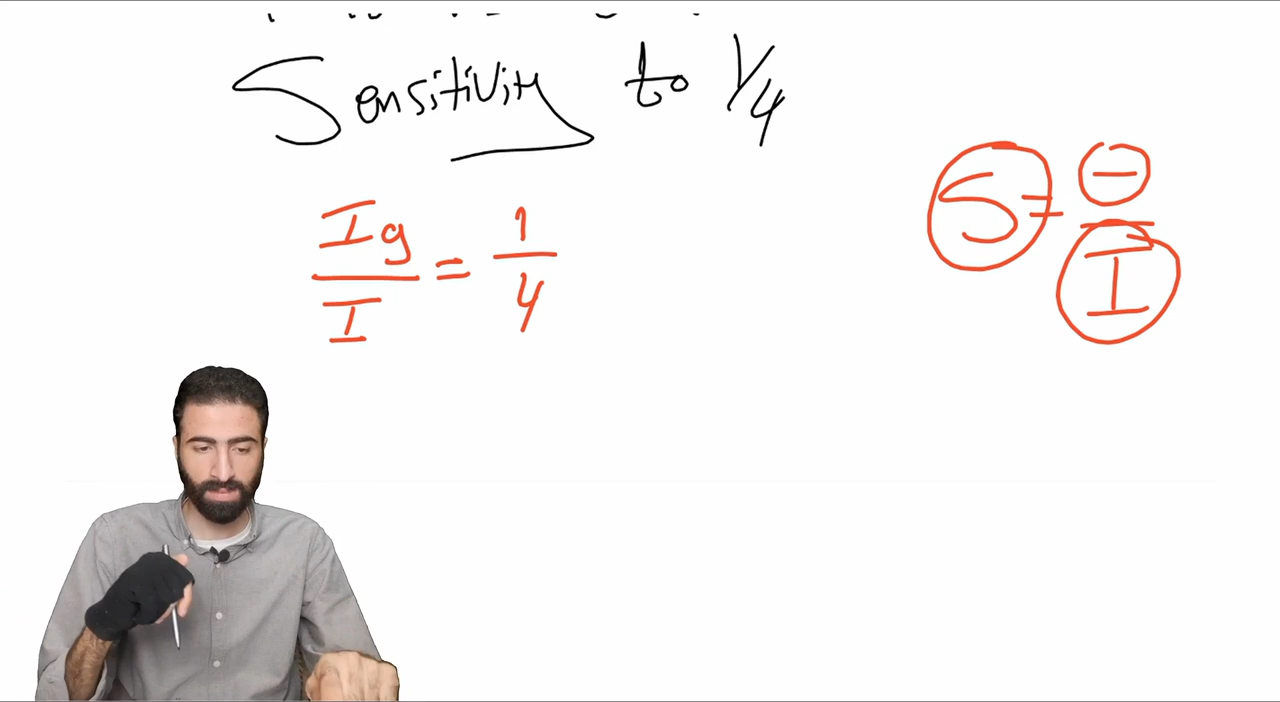 Sensitivity to 1/4
Ig/I = 1/4
S = Θ/I